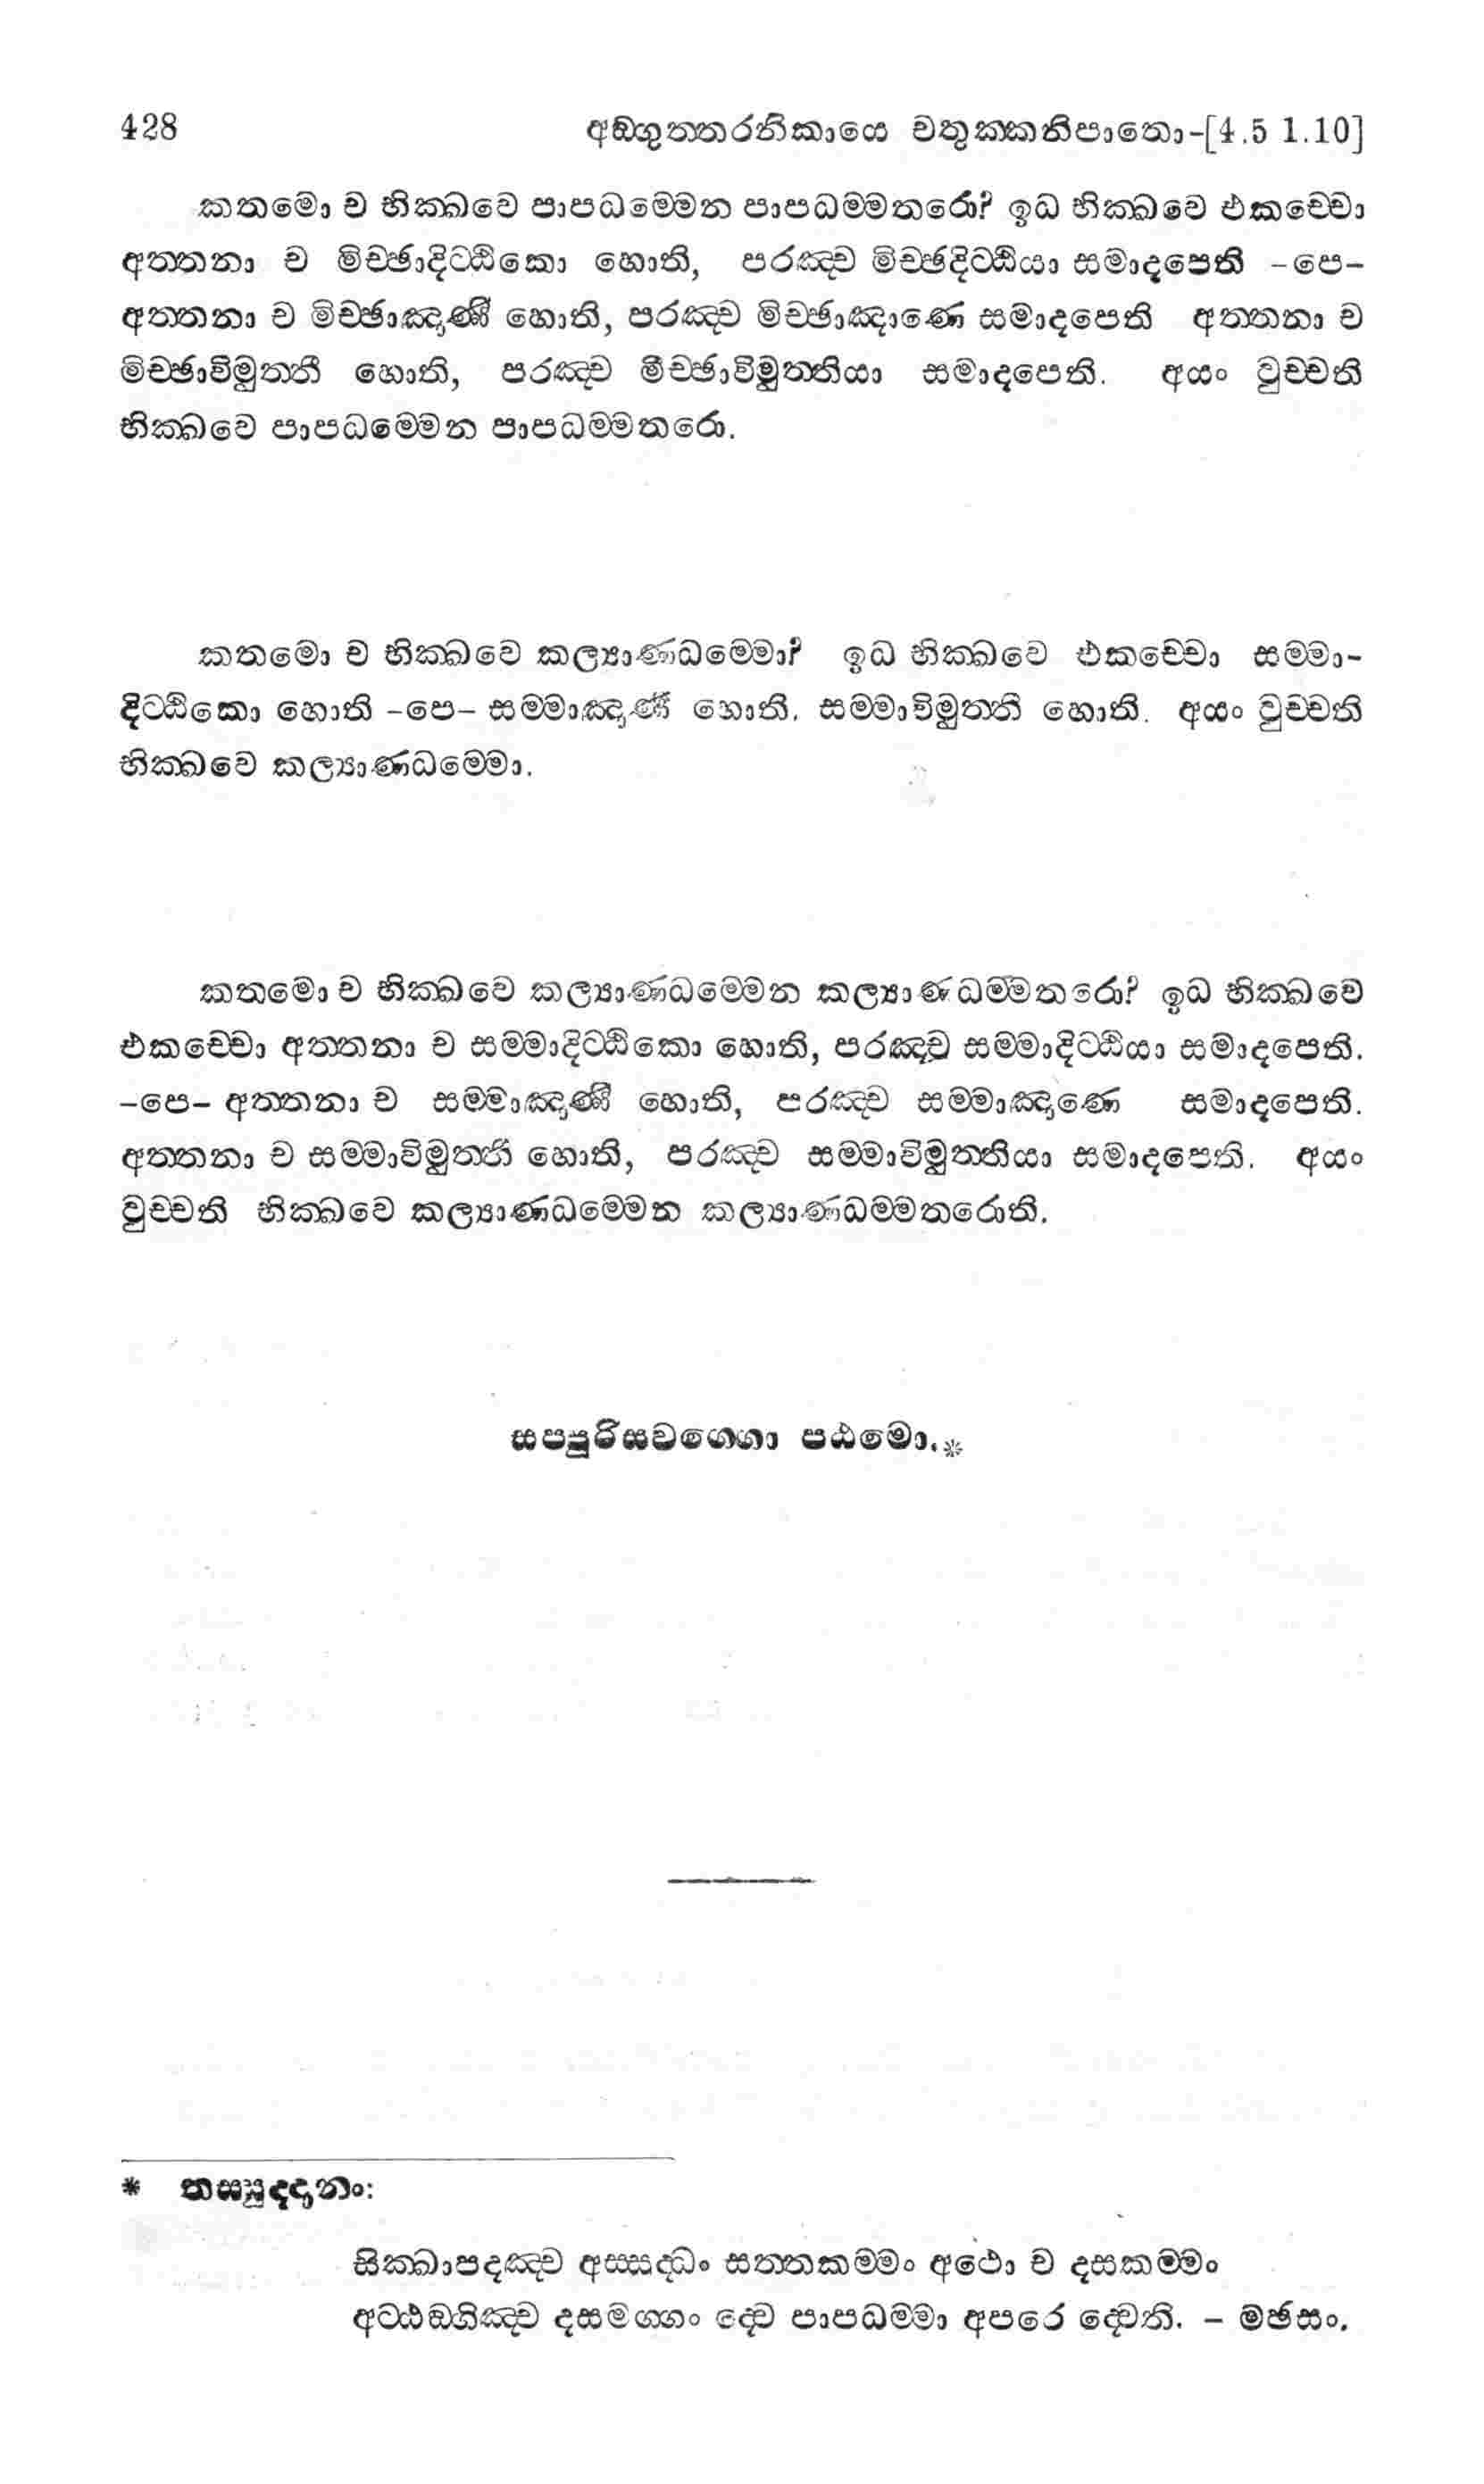 428 අඞ්ගුත්තරනිකායෙ චතුක්කනිපාතො-[4.5 1.10]
කතමො ච භික්ඛවෙ පාපධම්මෙන පාපධම්මතරො? ඉධ භික්ඛවෙ එකච්චො
අත්තනා ච මිච්ඡාදිට්ඨිකො හොති, පරඤ්ච මිච්ඡදිට්ඨියා සමාදපෙති -පෙ-
අත්තනා ච මිච්ඡාඤාණී හොති, පරඤ්ච මිච්ඡාඤාණෙ සමාදපෙති අත්තනා ච
මිච්ඡාවිමුත්තී හොති, පරඤ්ච මීච්ඡාවිමුත්තියා සමාදපෙති. අයං වුච්චති
භික්ඛවෙ පාපධම්මෙන පාපධම්මතරො.
කතමො ච භික්ඛවෙ කල්‍යාණධම්මො? ඉධ භික්ඛවෙ එකච්චො සම්මා-
දිට්ඨිකො හොති -පෙ- සම්මාඤාණී හොති, සම්මාවිමුත්තී හොති. අයං වුච්චති
භික්ඛවෙ කල්‍යාණධම්මො.
කතමො ච භික්ඛවෙ කල්‍යාණධම්මෙන කල්‍යාණධම්මතරො? ඉධ භික්ඛවෙ
එකච්චො අත්තනා ච සම්මාදිට්ඨිකො හොති, පරඤ්ච සම්මාදිට්ඨියා සමාදපෙති.
-පෙ- අත්තනා ච සම්මාඤාණී හොති, පරඤ්ච සම්මාඤාණෙ සමාදපෙති.
අත්තනා ච සම්මාවිමුත්තී හොති, පරඤ්ච සම්මාවිමුත්තියා සමාදපෙති. අයං
වුච්චති භික්ඛවෙ කල්‍යාණධම්මෙන කල්‍යාණධම්මතරොති.
සප්පුරිසවග්ගො පඨමො.*
* තස්සුද්දානං:
සික්ඛාපදඤ්ච අස්සද්ධං සත්තකම්මං අථො ච දසකම්මං
අට්ඨඞ්ගිඤ්ච දසමග්ගං ද්වෙ පාපධම්මා අපරෙ ද්වෙති. - මඡසං.